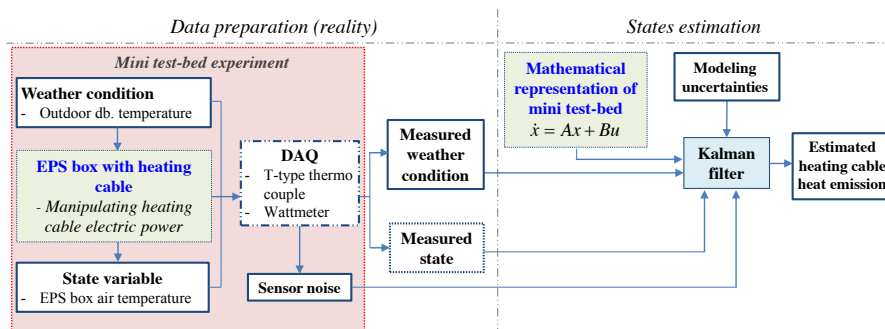 Data preparation (reality)
States estimation
Mini test-bed experiment
Weather condition
- Outdoor db. temperature
EPS box with heating
cable
- Manipulating heating
cable electric power
State variable
- EPS box air temperature
DAQ
- T-type thermo
couple
- Wattmeter
Sensor noise
Measured
weather
condition
Measured
state
Mathematical
representation of
mini test-bed
ẋ = Ax + Bu
Modeling
uncertainties
Kalman
filter
Estimated
heating cable
heat emission